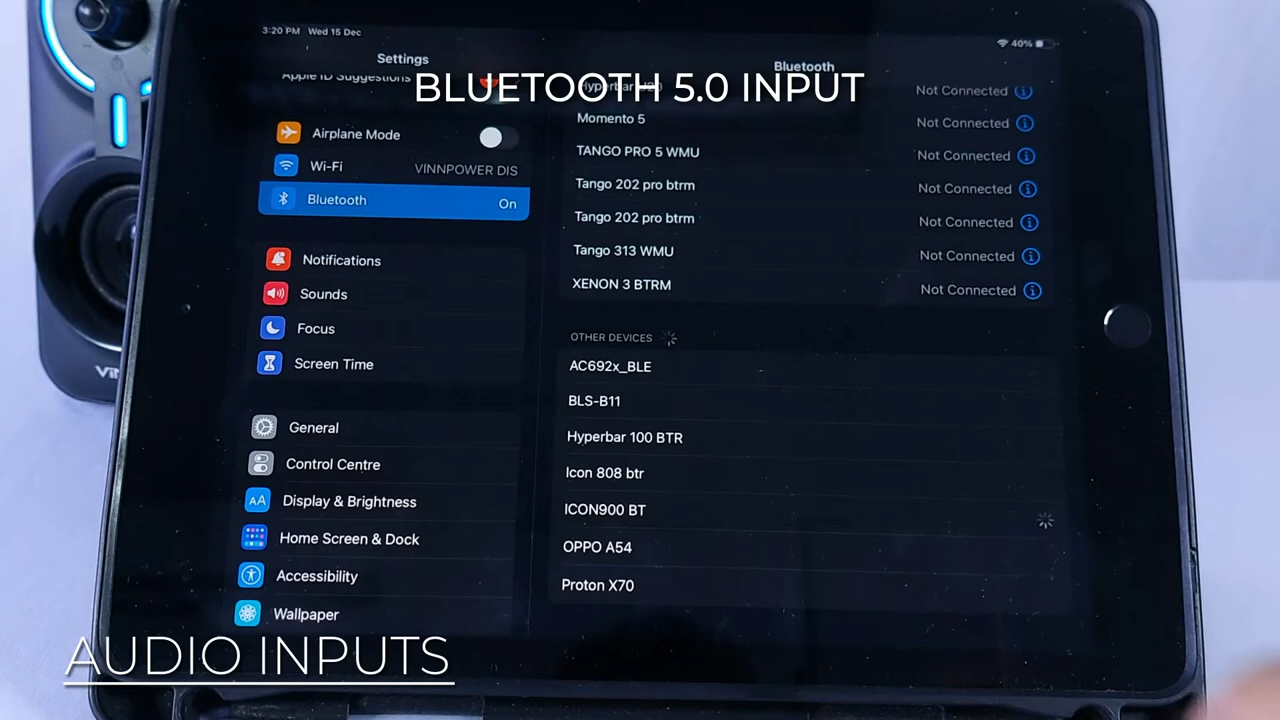 3:20 PM Wed 15 Dec
40%
Settings
Bluetooth
Apple ID Suggestions
BLUETOOTH 5.0 INPUT
Not Connected
Airplane Mode
Momento 5 Not Connected
Wi-Fi VINNPOWER DIS
TANGO PRO 5 WMU Not Connected
Bluetooth On
Tango 202 pro btrm Not Connected
Tango 202 pro btrm Not Connected
Notifications
Tango 313 WMU Not Connected
Sounds
XENON 3 BTRM Not Connected
Focus
OTHER DEVICES
Screen Time
AC692x_BLE
BLS-B11
General
Hyperbar 100 BTR
Control Centre
Icon 808 btr
Display & Brightness
ICON900 BT
Home Screen & Dock
OPPO A54
Accessibility
Proton X70
Wallpaper
AUDIO INPUTS